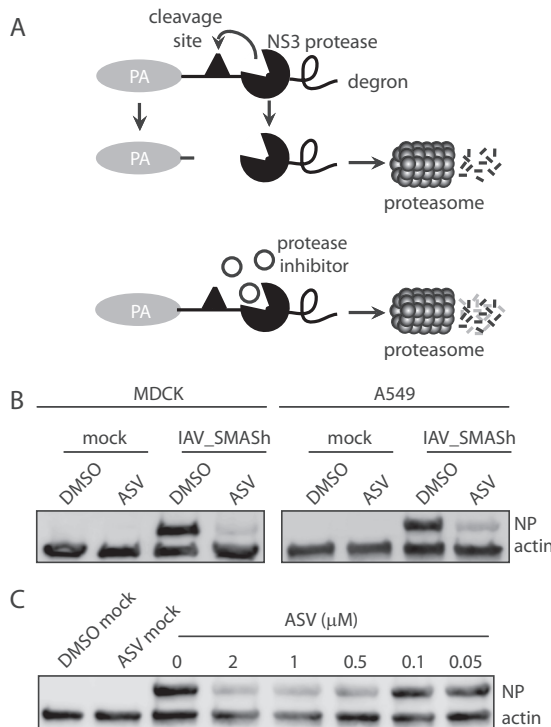 A
cleavage
site
NS3 protease
PA
degron
PA
proteasome
protease
inhibitor
PA
proteasome
B
MDCK
A549
mock
IAV_SMASh
mock
IAV_SMASh
DMSO
ASV
DMSO
ASV
DMSO
ASV
DMSO
ASV
NP
actin
C
DMSO mock
ASV mock
ASV (μM)
0 2 1 0.5 0.1 0.05
NP
actin